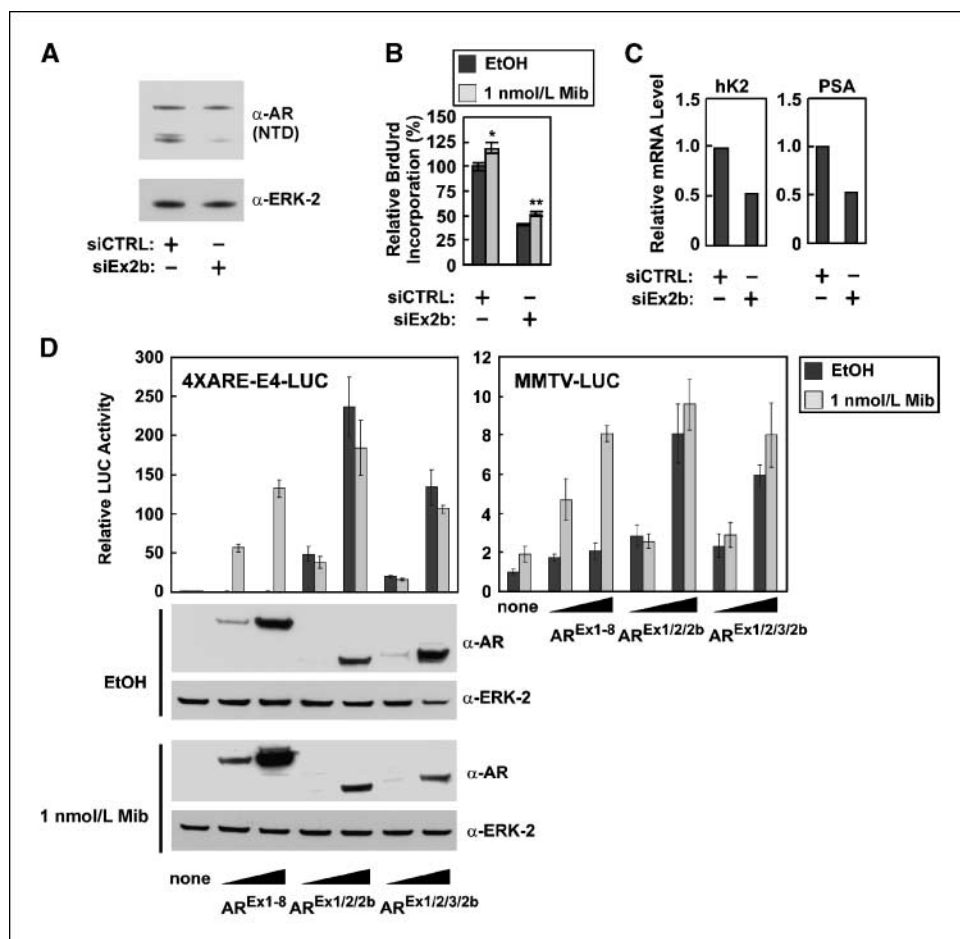 A
α-AR
(NTD)
α-ERK-2
siCTRL: + –
siEx2b: – +
B
EtOH
1 nmol/L Mib
Relative BrdUrd
Incorporation (%)
150
125
100
75
50
25
0
*
**
siCTRL: + –
siEx2b: – +
C
hK2
PSA
Relative mRNA Level
1.5
1.0
0.5
0
1.5
1.0
0.5
0
siCTRL: + – + –
siEx2b: – + – +
D
4XARE-E4-LUC
Relative LUC Activity
300
250
200
150
100
50
0
MMTV-LUC
12
10
8
6
4
2
0
EtOH
1 nmol/L Mib
none
AR^Ex1-8 AR^Ex1/2/2b AR^Ex1/2/3/2b
EtOH
α-AR
α-ERK-2
1 nmol/L Mib
α-AR
α-ERK-2
none
AR^Ex1-8 AR^Ex1/2/2b AR^Ex1/2/3/2b